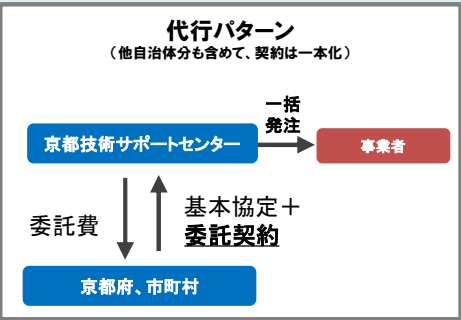 代行パターン
（他自治体分も含めて、契約は一本化）
一括
発注
京都技術サポートセンター
事業者
委託費
基本協定＋
委託契約
京都府、市町村